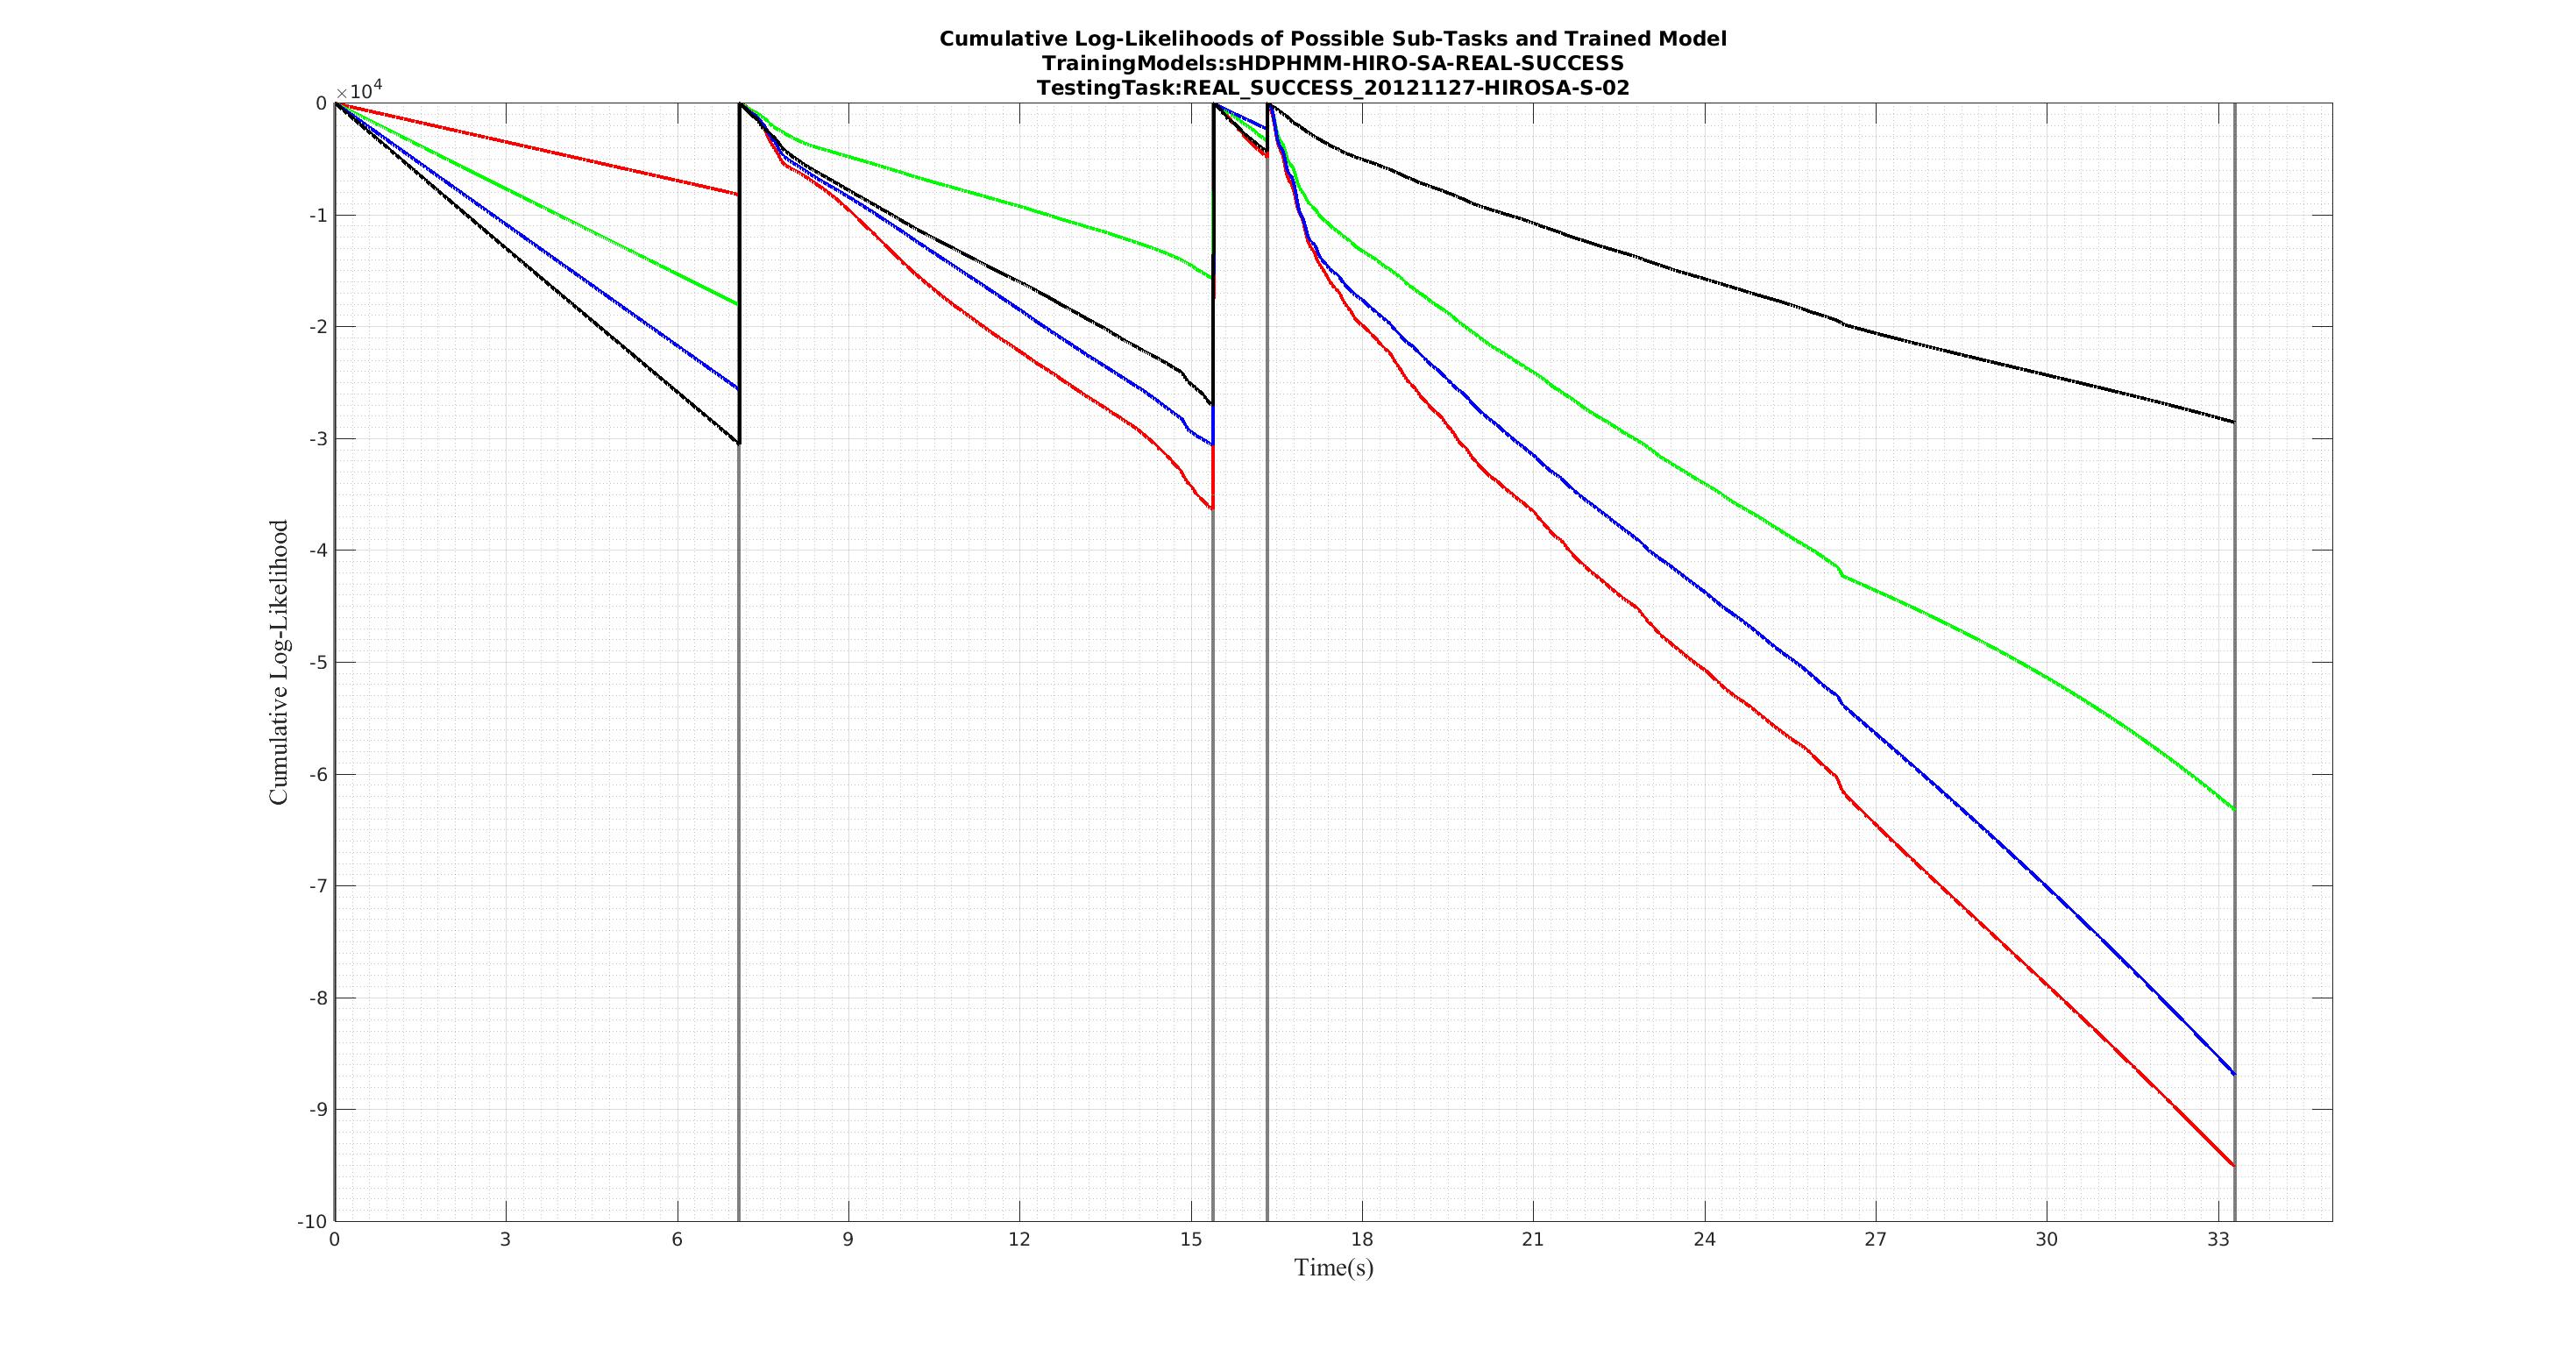 Cumulative Log-Likelihoods of Possible Sub-Tasks and Trained Model
TrainingModels:sHDPHMM-HIRO-SA-REAL-SUCCESS
TestingTask:REAL_SUCCESS_20121127-HIROSA-S-02
×10⁴
0
-1
-2
-3
-4
-5
-6
-7
-8
-9
-10
Cumulative Log-Likelihood
0 3 6 9 12 15 18 21 24 27 30 33
Time(s)